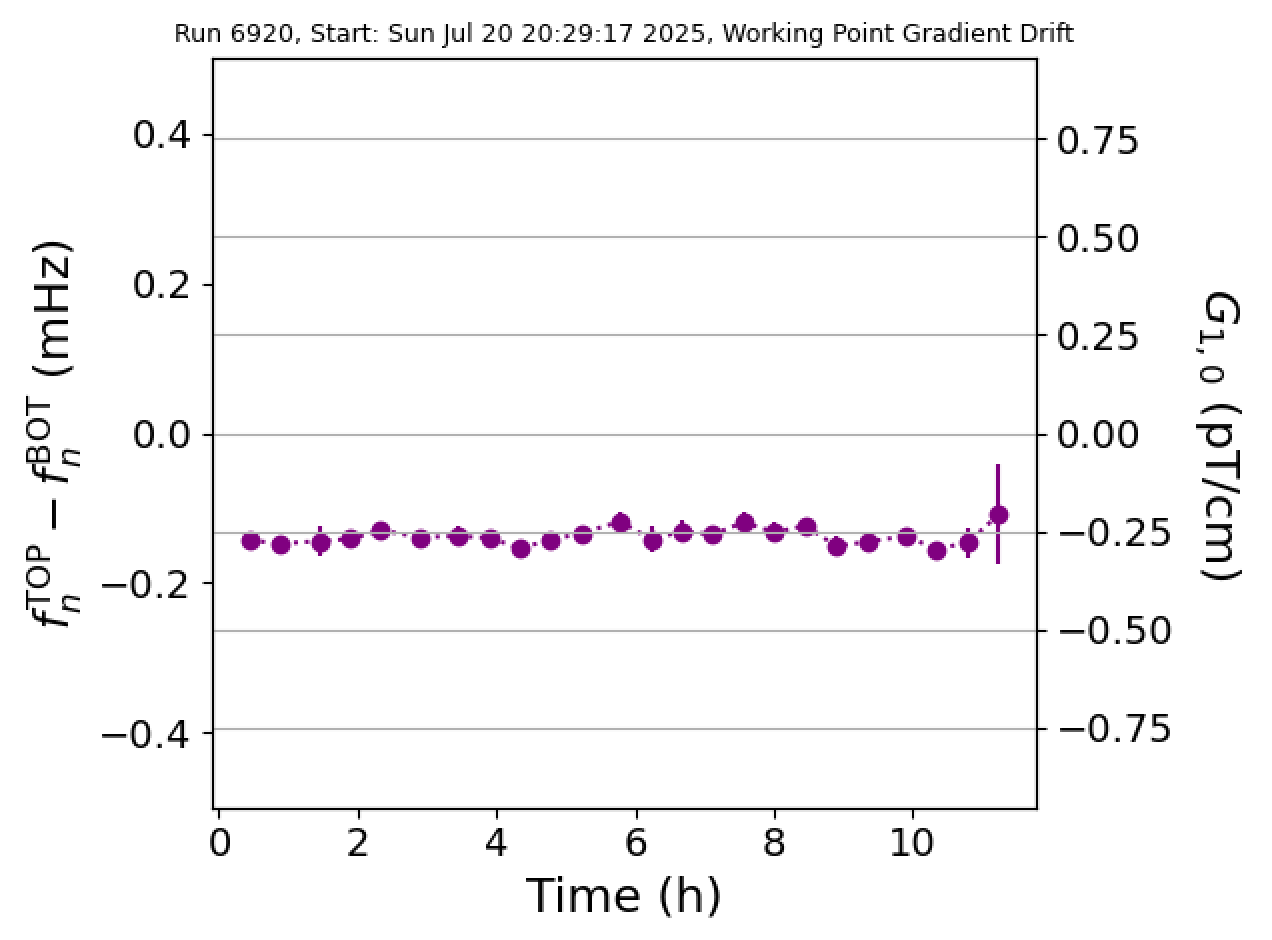 Run 6920, Start: Sun Jul 20 20:29:17 2025, Working Point Gradient Drift
0.4
0.2
0.0
−0.2
−0.4
f_n^TOP − f_n^BOT (mHz)
0.75
0.50
0.25
0.00
−0.25
−0.50
−0.75
G_1,0 (pT/cm)
0 2 4 6 8 10
Time (h)